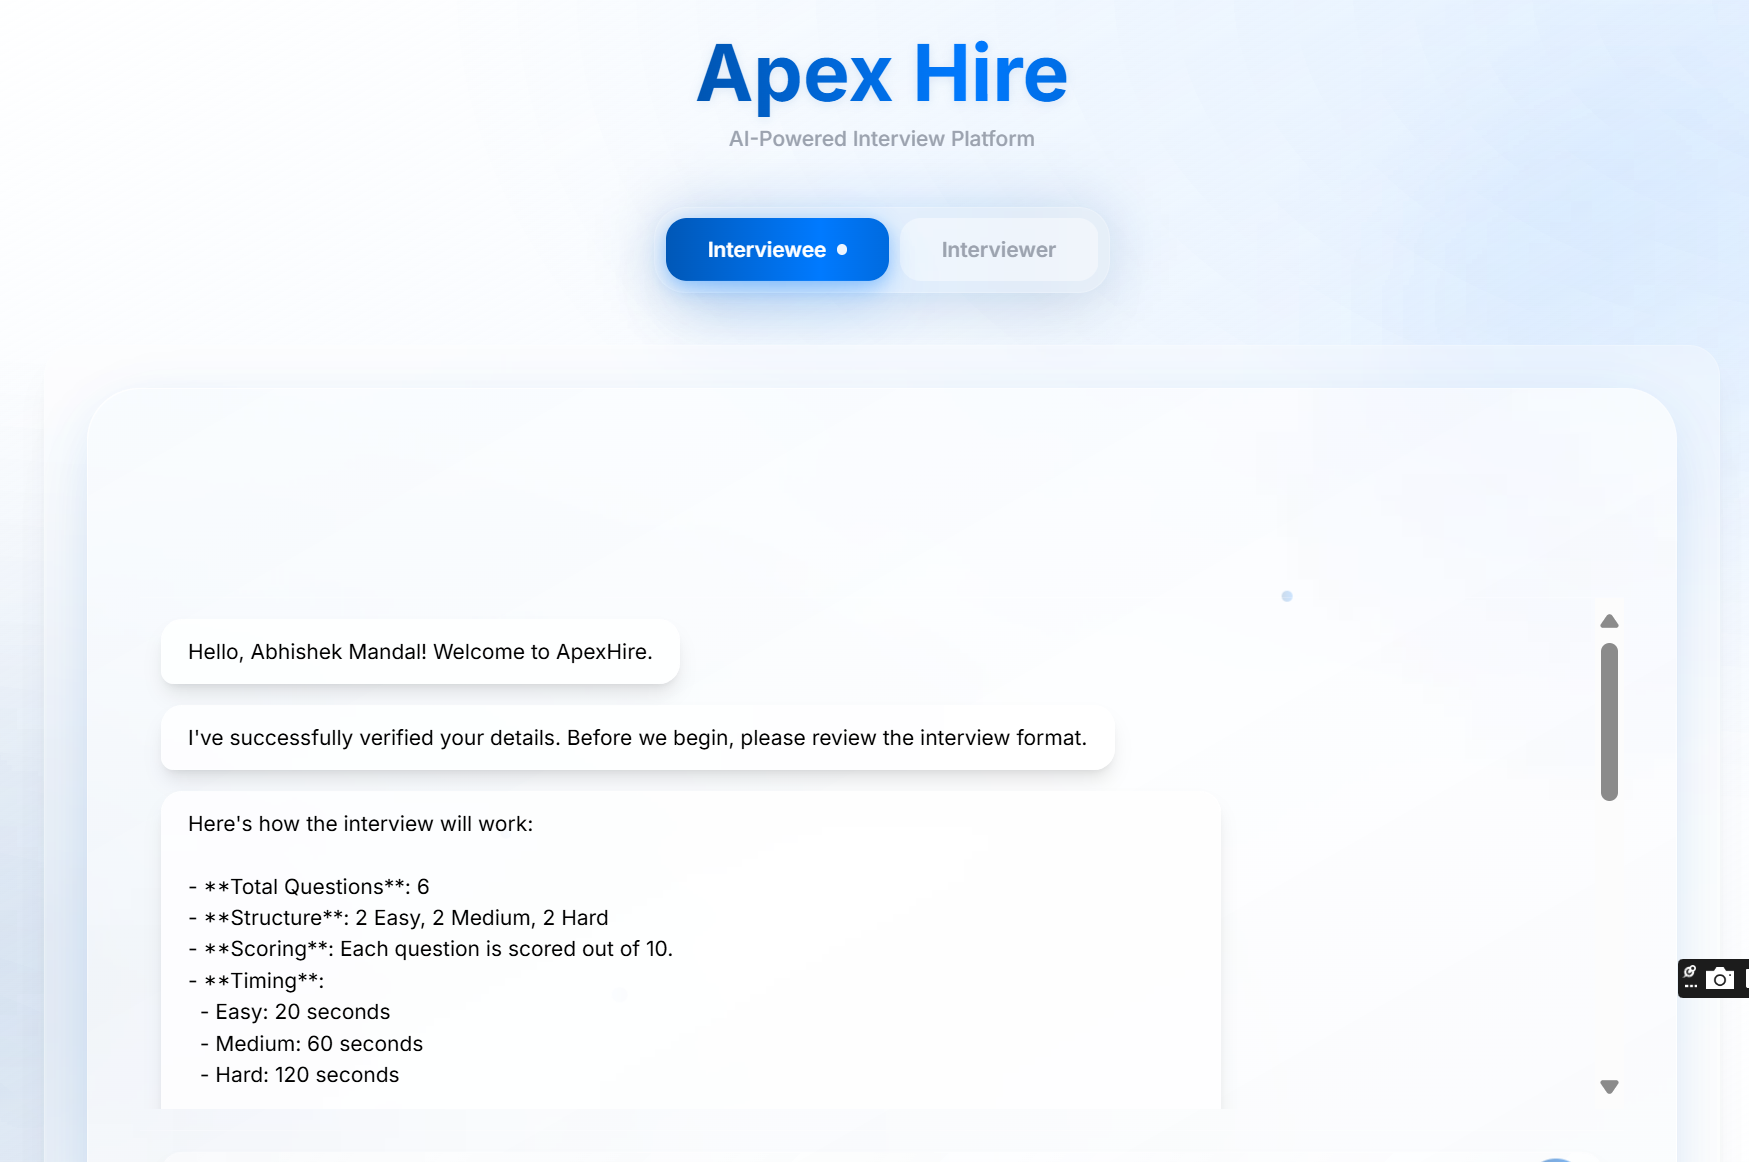 Apex Hire
AI-Powered Interview Platform
Interviewee
Interviewer
Hello, Abhishek Mandal! Welcome to ApexHire.
I've successfully verified your details. Before we begin, please review the interview format.
Here's how the interview will work:
- **Total Questions**: 6
- **Structure**: 2 Easy, 2 Medium, 2 Hard
- **Scoring**: Each question is scored out of 10.
- **Timing**:
- Easy: 20 seconds
- Medium: 60 seconds
- Hard: 120 seconds